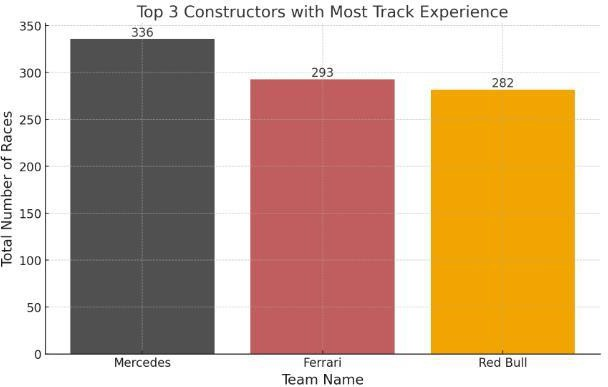 Top 3 Constructors with Most Track Experience
350
300
250
200
150
100
50
0
Total Number of Races
336
293
282
Mercedes
Ferrari
Red Bull
Team Name